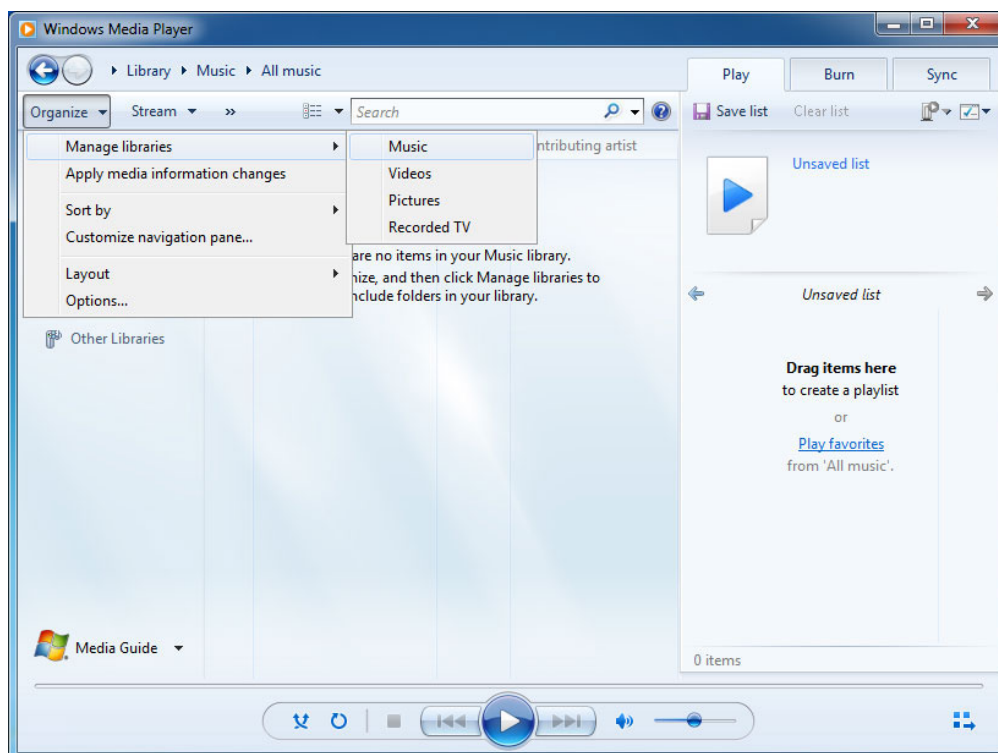 Windows Media Player
Library Music All music
Play Burn Sync
Organize Stream » Search Save list Clear list
Manage libraries
Apply media information changes
Sort by
Customize navigation pane...
Layout
Options...
Music
Videos
Pictures
Recorded TV
artist
are no items in your Music library.
and then click Manage libraries to
include folders in your library.
Other Libraries
Unsaved list
Unsaved list
Drag items here
to create a playlist
or
Play favorites
from 'All music'.
Media Guide
0 items